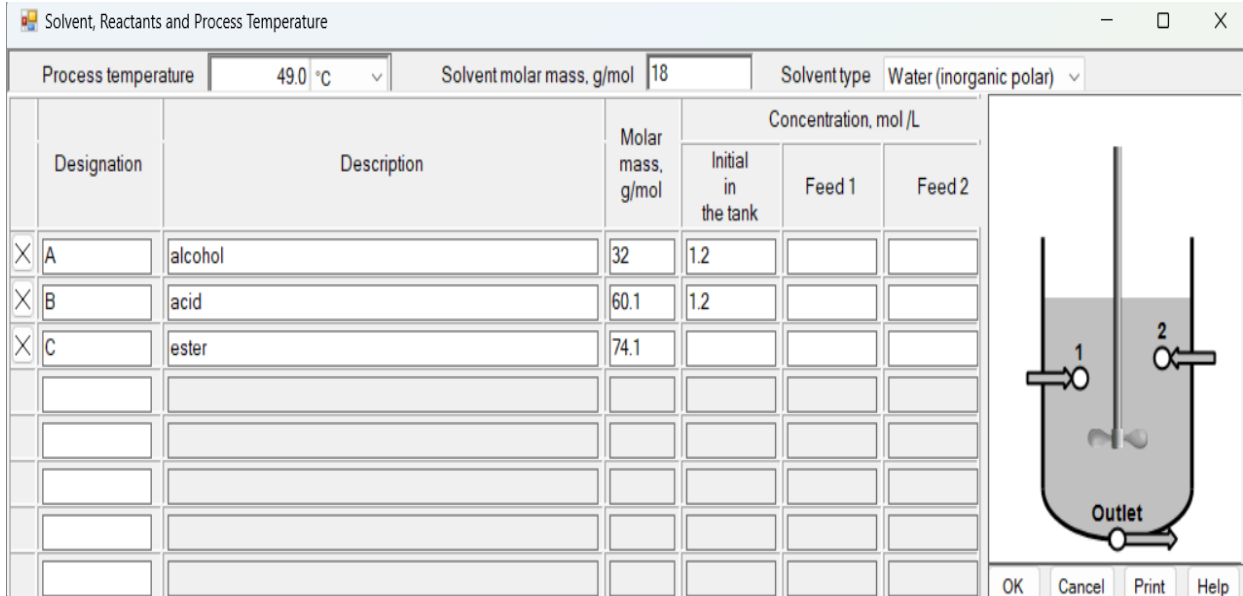 Solvent, Reactants and Process Temperature
Process temperature 49.0 °C Solvent molar mass, g/mol 18 Solvent type Water (inorganic polar)
Designation Description Molar mass, g/mol Concentration, mol /L
Initial in the tank Feed 1 Feed 2
X A alcohol 32 1.2
X B acid 60.1 1.2
X C ester 74.1
1
2
Outlet
OK Cancel Print Help